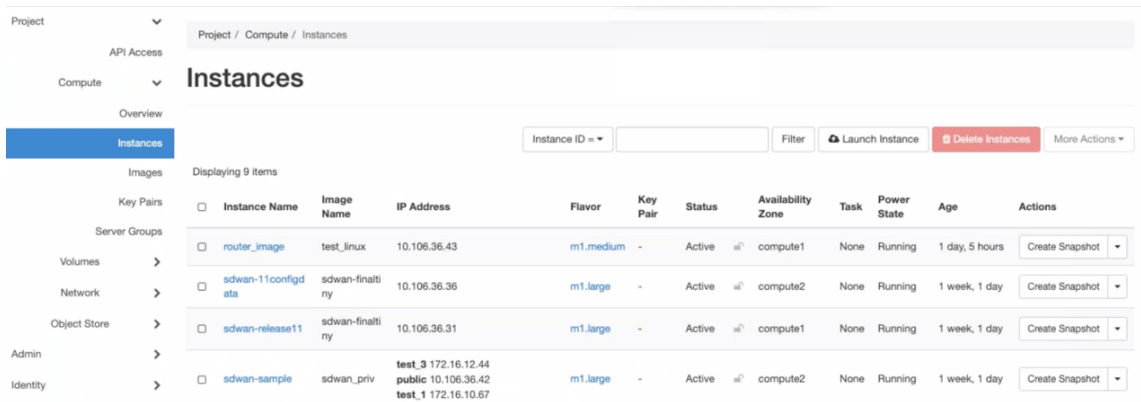 Project
API Access
Compute
Overview
Instances
Images
Key Pairs
Server Groups
Volumes
Network
Object Store
Admin
Identity
Project / Compute / Instances
Instances
Instance ID = Filter Launch Instance Delete Instances More Actions
Displaying 9 items
Instance Name Image Name IP Address Flavor Key Pair Status Availability Zone Task Power State Age Actions
router_image test_linux 10.106.36.43 m1.medium - Active compute1 None Running 1 day, 5 hours Create Snapshot
sdwan-11configdata sdwan-finaltiny 10.106.36.36 m1.large - Active compute2 None Running 1 week, 1 day Create Snapshot
sdwan-release11 sdwan-finaltiny 10.106.36.31 m1.large - Active compute1 None Running 1 week, 1 day Create Snapshot
test_3 172.16.12.44
sdwan-sample sdwan_priv public 10.106.36.42 m1.large - Active compute2 None Running 1 week, 1 day Create Snapshot
test_1 172.16.10.67